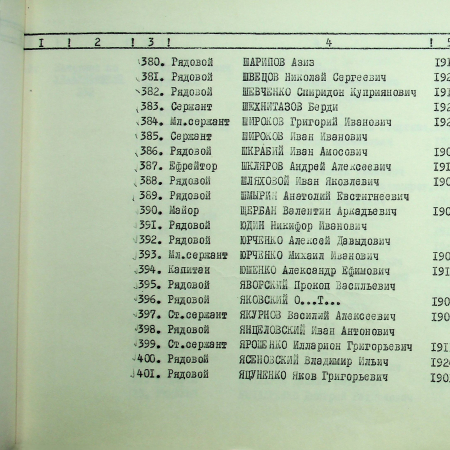 I ! 2 ! 3 ! 4 ! 5
380. Рядовой ШАРИПОВ Азиз 191
381. Рядовой ШВЕЦОВ Николай Сергеевич 192
382. Рядовой ШЕВЧЕНКО Спиридон Куприянович 191
383. Сержант ШЕХНИТАЗОВ Берди 192
384. Мл.сержант ШИРОКОВ Григорий Иванович 192
385. Сержант ШИРОКОВ Иван Иванович
386. Рядовой ШКРАБИЙ Иван Амосович 190
387. Ефрейтор ШКЛЯРОВ Андрей Алексеевич 191
388. Рядовой ШЛЯХОВОЙ Иван Яковлевич 190
389. Рядовой ШМЫРИН Анатолий Евстигнеевич
390. Майор ЩЕРБАН Валентин Аркадьевич 190
391. Рядовой ЮДИН Никифор Иванович
392. Рядовой ЮРЧЕНКО Алексей Давыдович
393. Мл.сержант ЮРЧЕНКО Михаил Иванович 190
394. Капитан ЮШЕНКО Александр Ефимович 191
395. Рядовой ЯВОРСКИЙ Прокоп Васильевич
396. Рядовой ЯКОВСКИЙ О...Т... 190
397. Ст.сержант ЯКУРНОВ Василий Алексеевич 190
398. Рядовой ЯНЦЕЛОВСКИЙ Иван Антонович
399. Ст.сержант ЯРОШЕНКО Илларион Григорьевич 191
400. Рядовой ЯСЕНОВСКИЙ Владимир Ильич 192
401. Рядовой ЯЦУНЕНКО Яков Григорьевич 190